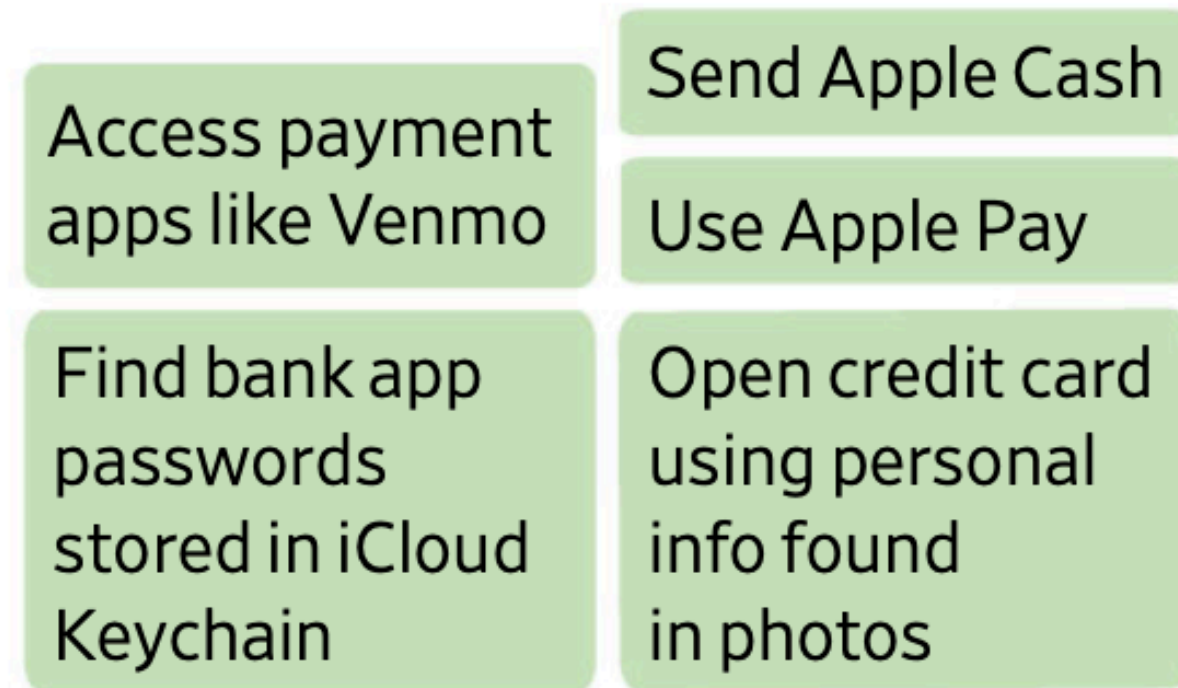 Access payment
apps like Venmo
Send Apple Cash
Use Apple Pay
Find bank app
passwords
stored in iCloud
Keychain
Open credit card
using personal
info found
in photos